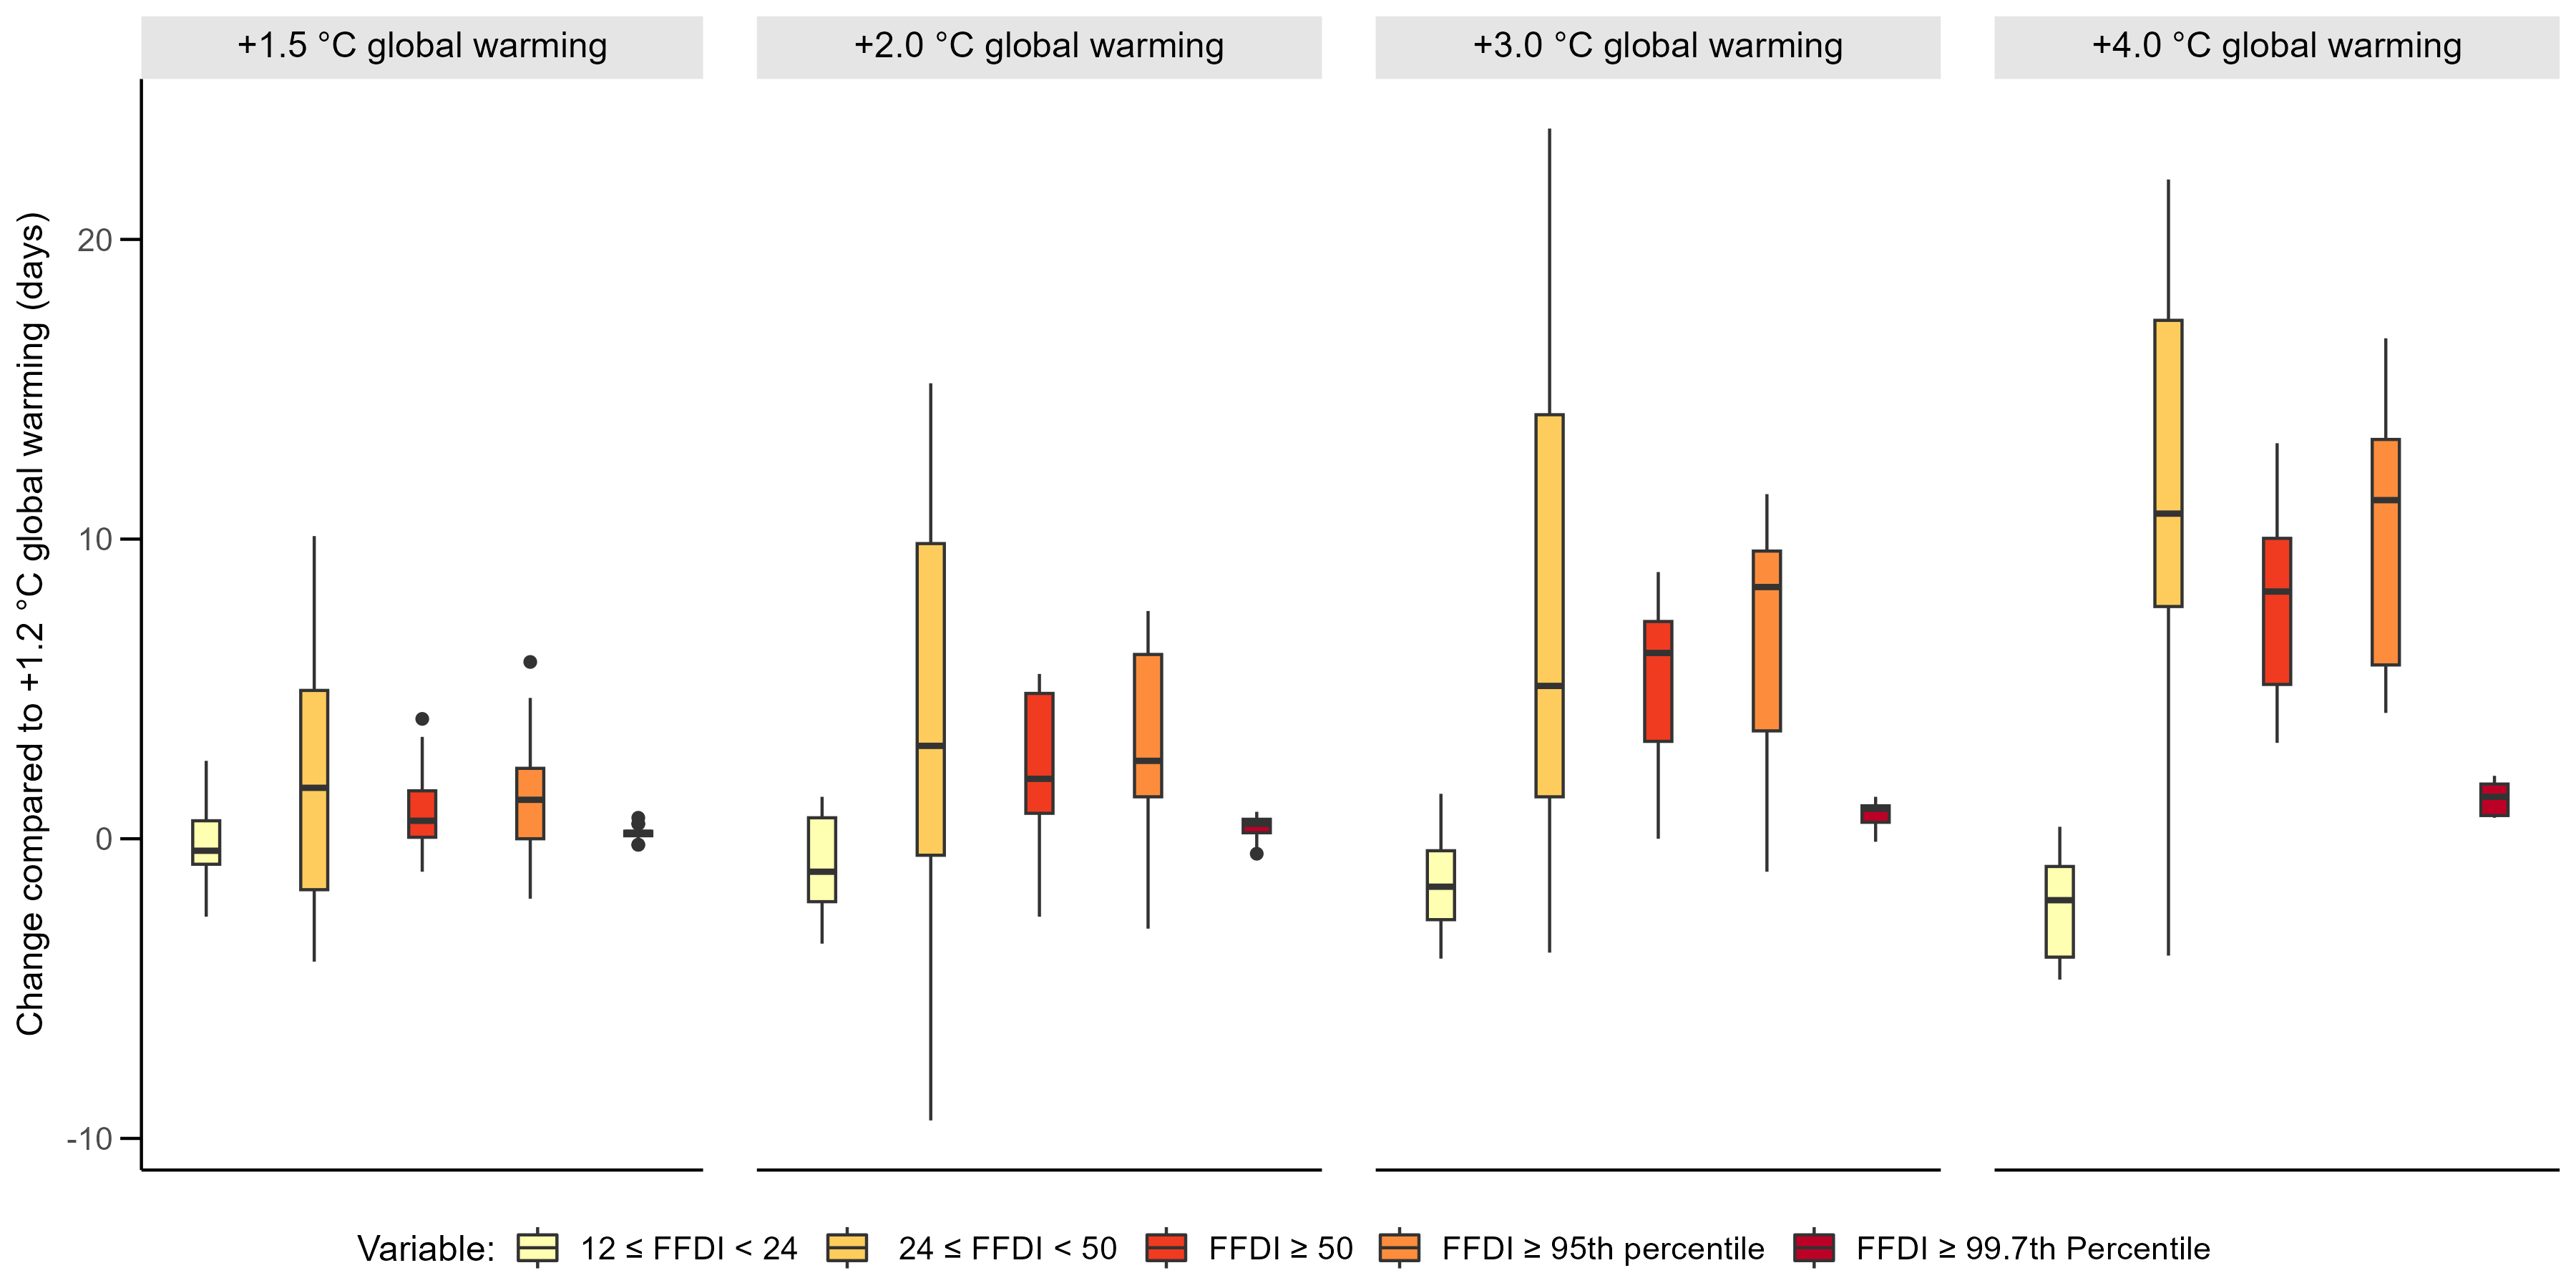 +1.5 °C global warming
+2.0 °C global warming
+3.0 °C global warming
+4.0 °C global warming
Change compared to +1.2 °C global warming (days)
20
10
0
-10
Variable:
12 ≤ FFDI < 24
24 ≤ FFDI < 50
FFDI ≥ 50
FFDI ≥ 95th percentile
FFDI ≥ 99.7th Percentile